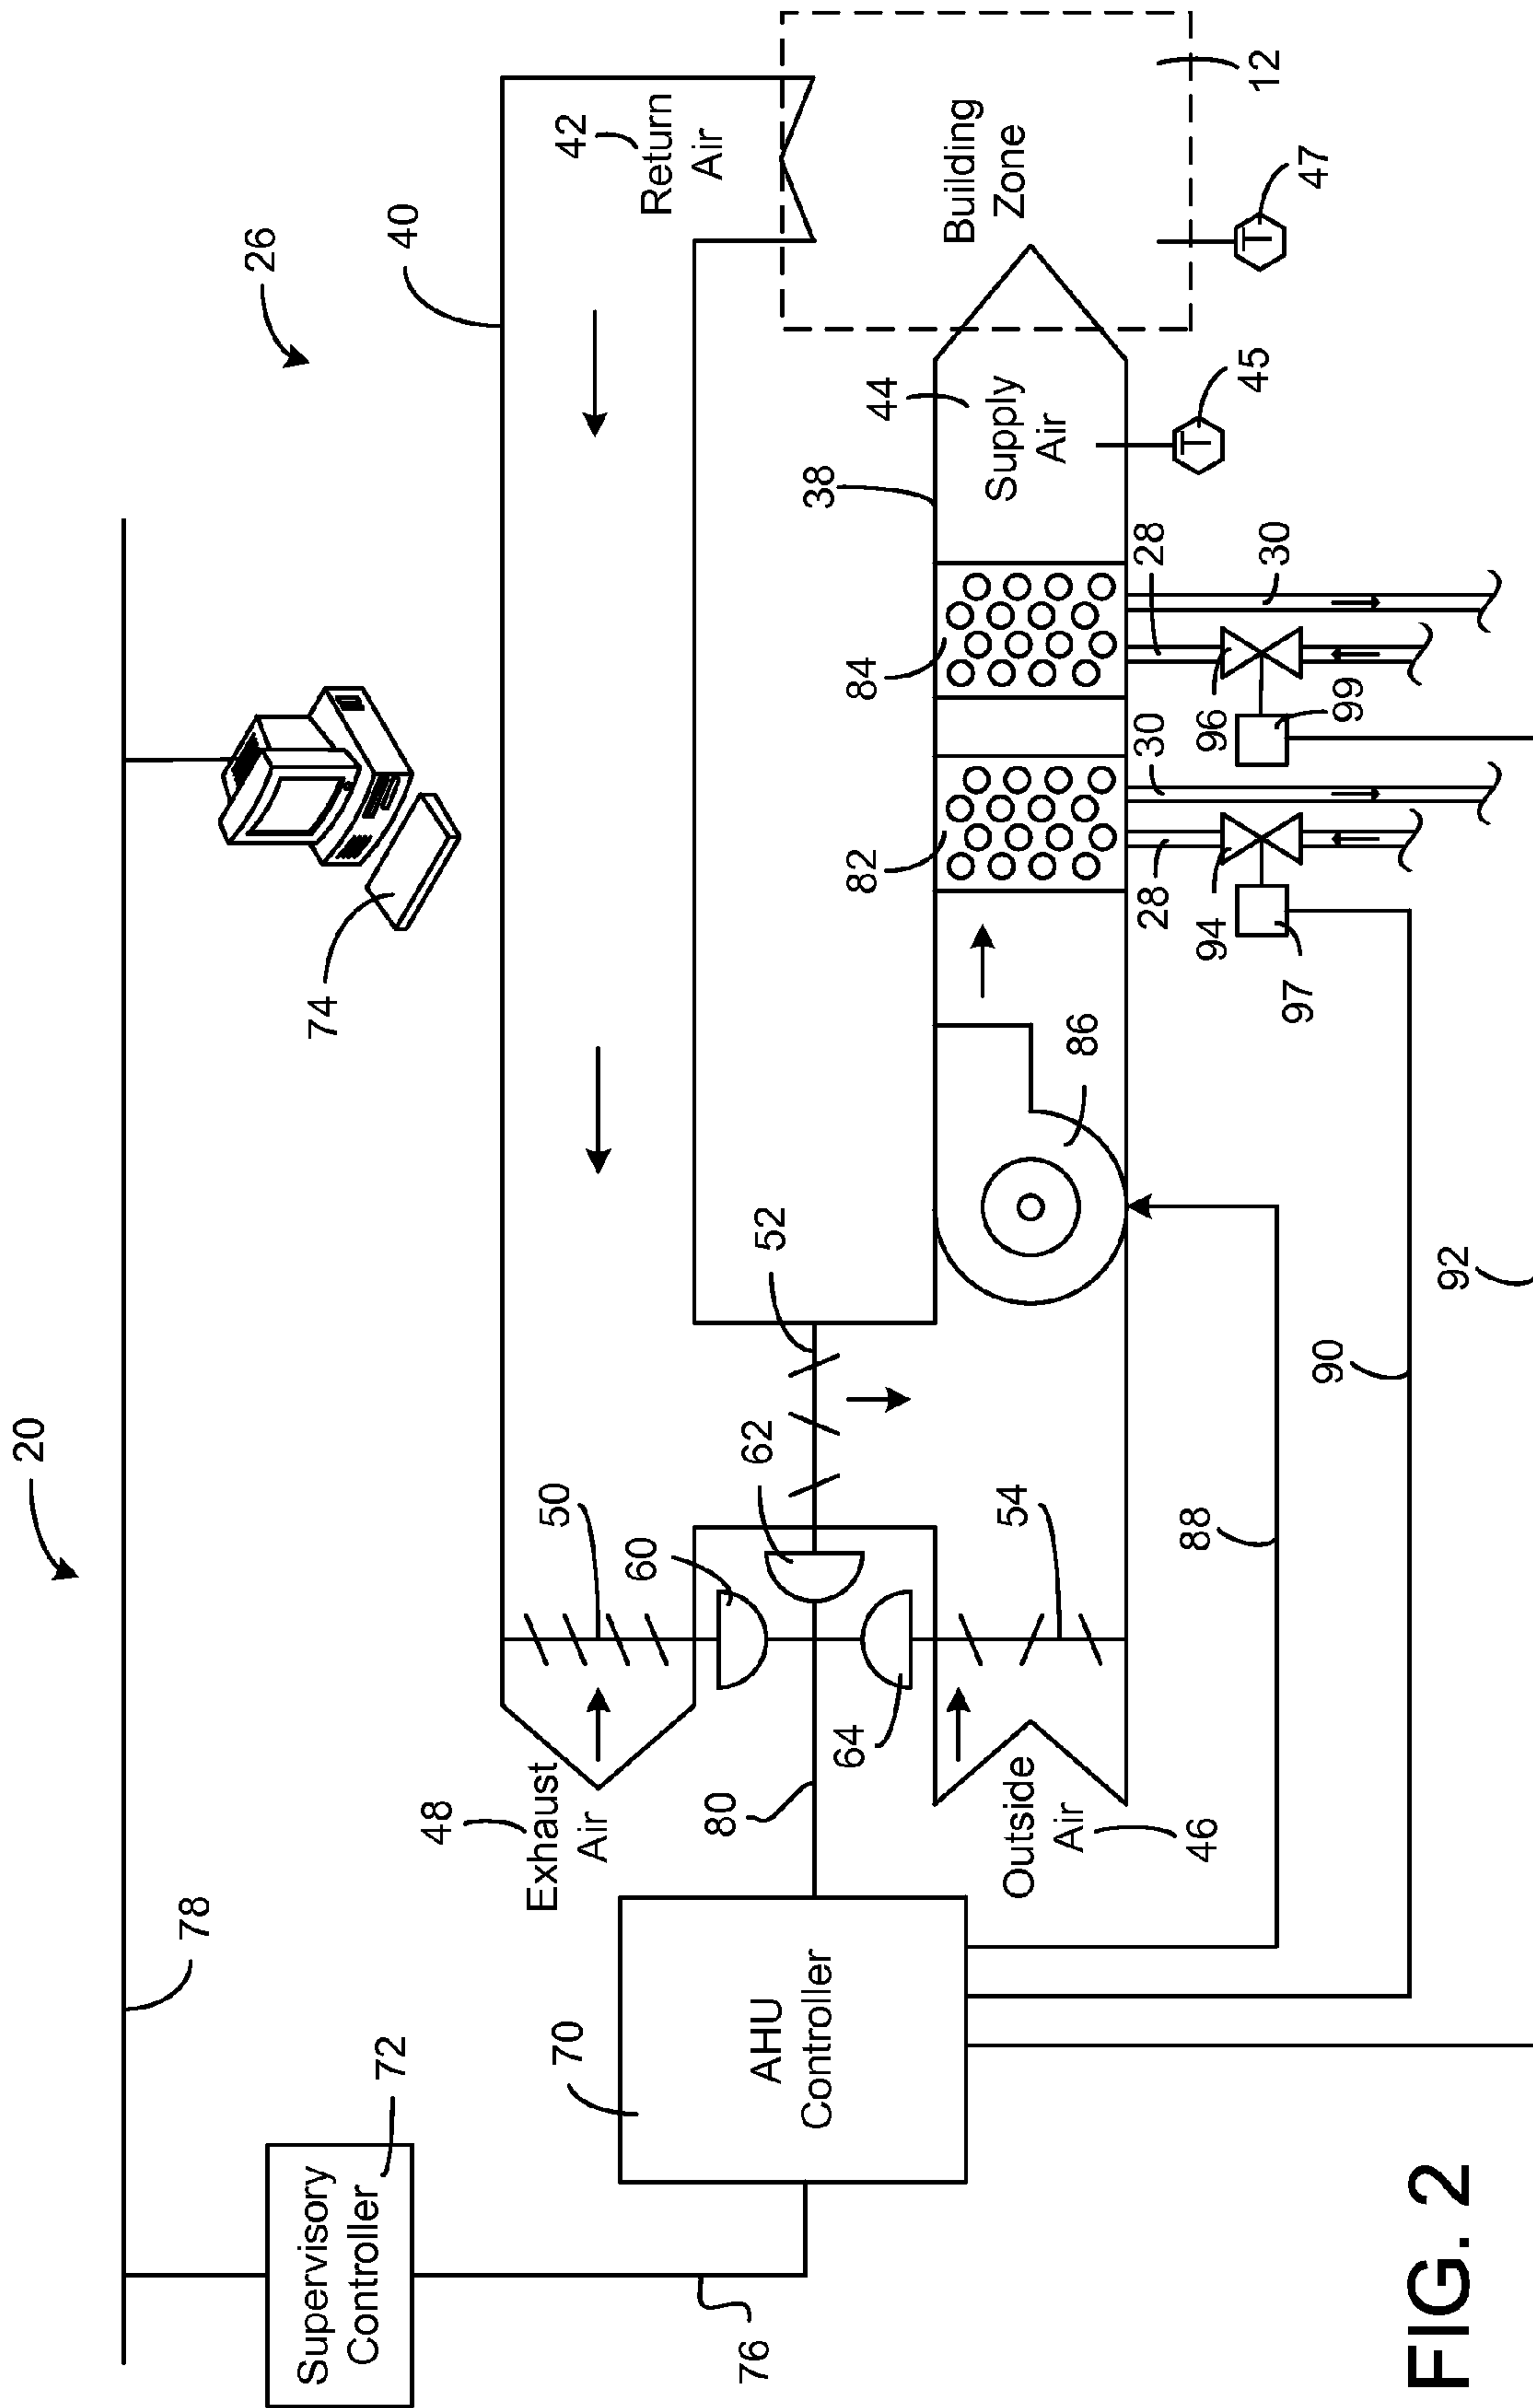 20
78
26
74
Supervisory
Controller
72
76
70
AHU
Controller
80
48
Exhaust
Air
50
60
62
52
40
42
Return
Air
64
Outside
Air
46
54
86
82
84
38
44
Supply
Air
Building
Zone
12
45
T
47
T
28
30
28
30
94
97
96
99
88
90
92
FIG. 2